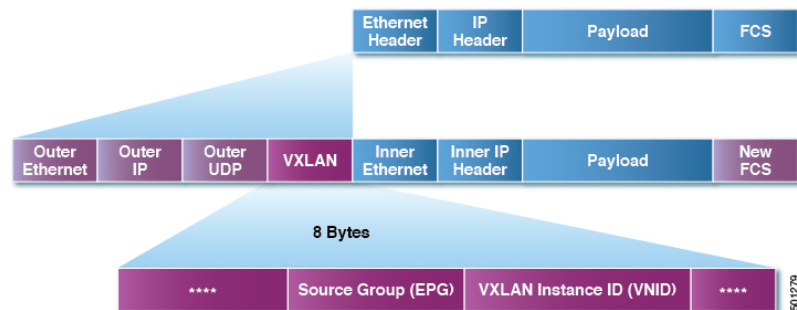 Ethernet Header
IP Header
Payload
FCS
Outer Ethernet
Outer IP
Outer UDP
VXLAN
Inner Ethernet
Inner IP Header
Payload
New FCS
8 Bytes
****
Source Group (EPG)
VXLAN Instance ID (VNID)
****
501279